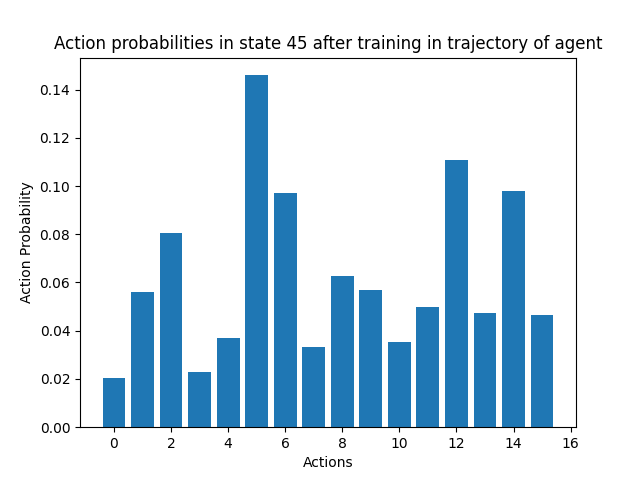 Action probabilities in state 45 after training in trajectory of agent
0.14
0.12
0.10
0.08
0.06
0.04
0.02
0.00
Action Probability
0 2 4 6 8 10 12 14 16
Actions